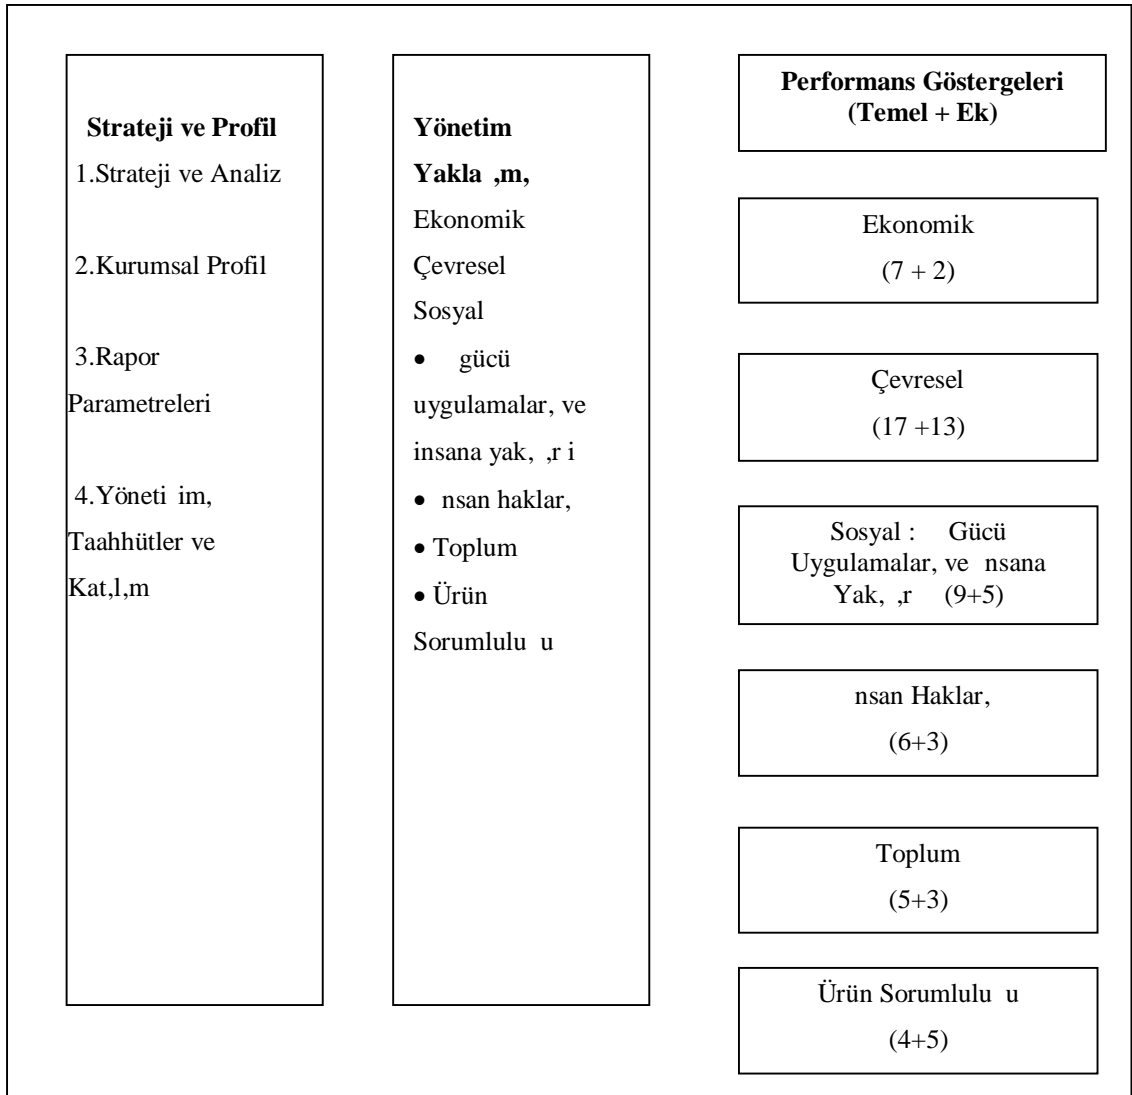 Strateji ve Profil
1.Strateji ve Analiz
2.Kurumsal Profil
3.Rapor
Parametreleri
4.Yöneti im,
Taahhütler ve
Kat,l,m
Yönetim
Yakla ,m,
Ekonomik
Çevresel
Sosyal
• gücü
uygulamalar, ve
insana yak, ,r i
• nsan haklar,
• Toplum
• Ürün
Sorumlulu u
Performans Göstergeleri
(Temel + Ek)
Ekonomik
(7 + 2)
Çevresel
(17 +13)
Sosyal : Gücü
Uygulamalar, ve nsana
Yak, ,r (9+5)
nsan Haklar,
(6+3)
Toplum
(5+3)
Ürün Sorumlulu u
(4+5)